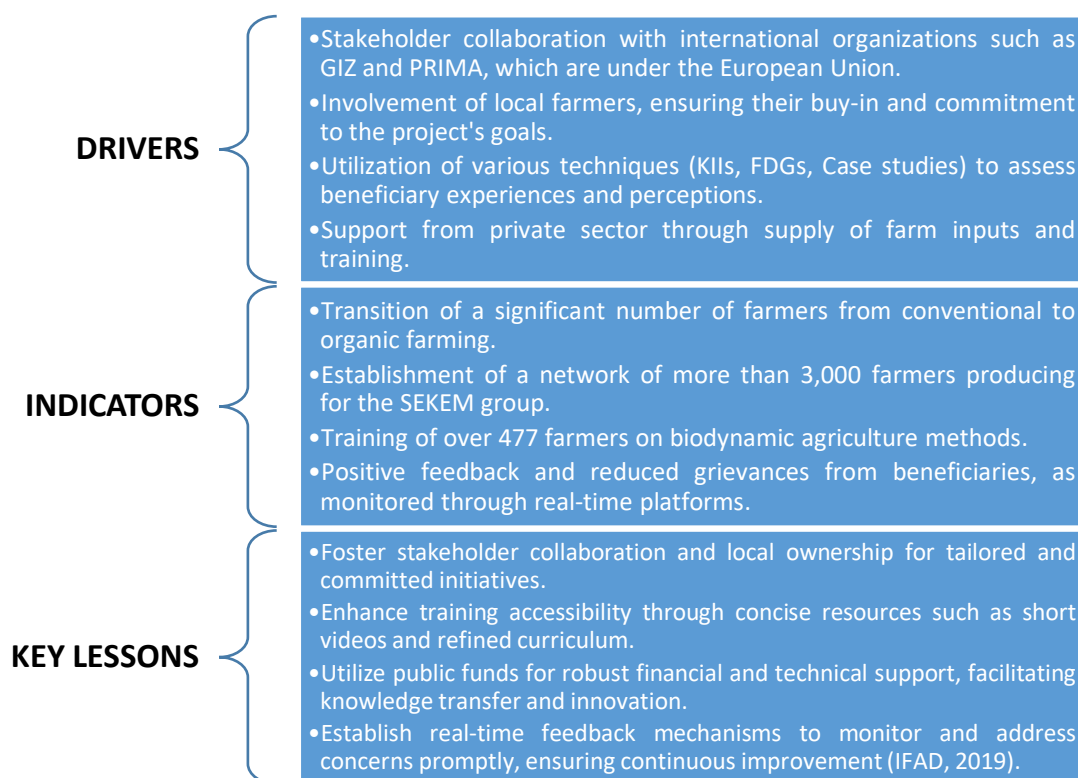 DRIVERS
•Stakeholder collaboration with international organizations such as
GIZ and PRIMA, which are under the European Union.
•Involvement of local farmers, ensuring their buy-in and commitment
to the project's goals.
•Utilization of various techniques (KIIs, FDGs, Case studies) to assess
beneficiary experiences and perceptions.
•Support from private sector through supply of farm inputs and
training.
INDICATORS
•Transition of a significant number of farmers from conventional to
organic farming.
•Establishment of a network of more than 3,000 farmers producing
for the SEKEM group.
•Training of over 477 farmers on biodynamic agriculture methods.
•Positive feedback and reduced grievances from beneficiaries, as
monitored through real-time platforms.
KEY LESSONS
•Foster stakeholder collaboration and local ownership for tailored and
committed initiatives.
•Enhance training accessibility through concise resources such as short
videos and refined curriculum.
•Utilize public funds for robust financial and technical support, facilitating
knowledge transfer and innovation.
•Establish real-time feedback mechanisms to monitor and address
concerns promptly, ensuring continuous improvement (IFAD, 2019).